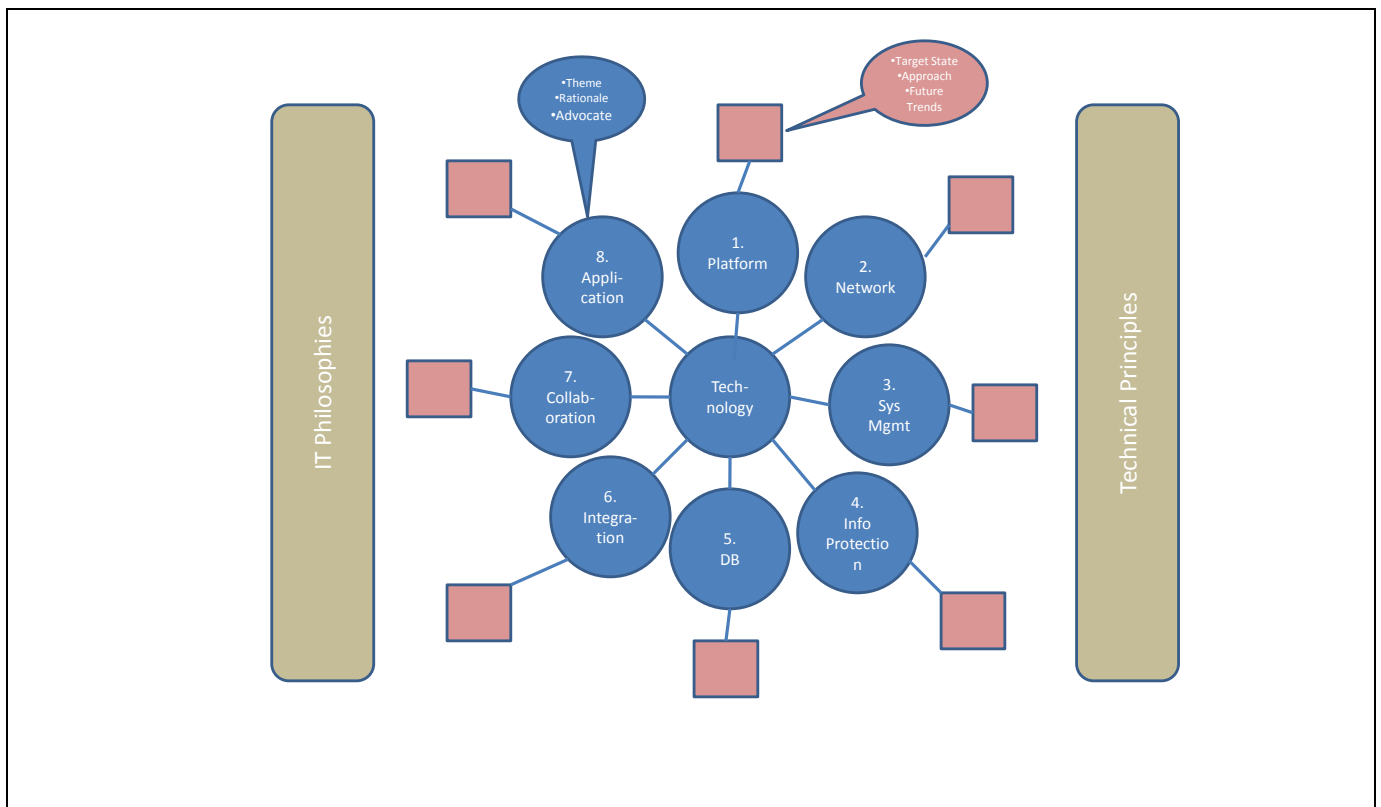 •Theme
•Rationale
•Advocate
•Target State
•Approach
•Future
Trends
IT Philosophies
Technical Principles
1.
Platform
2.
Network
3.
Sys
Mgmt
4.
Info
Protectio
n
5.
DB
6.
Integra-
tion
7.
Collab-
oration
8.
Appli-
cation
Tech-
nology